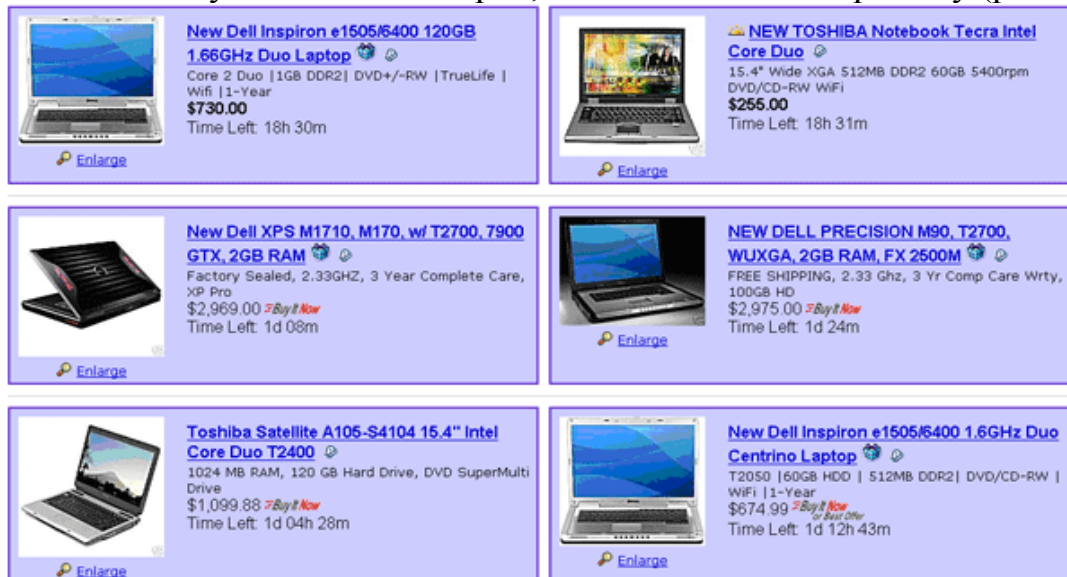 New Dell Inspiron e1505/6400 120GB
1.66GHz Duo Laptop
Core 2 Duo |1GB DDR2| DVD+/-RW |TrueLife |
Wifi |1-Year
$730.00
Time Left: 18h 30m
Enlarge
NEW TOSHIBA Notebook Tecra Intel
Core Duo
15.4" Wide XGA 512MB DDR2 60GB 5400rpm
DVD/CD-RW WiFi
$255.00
Time Left: 18h 31m
Enlarge
New Dell XPS M1710, M170, w/ T2700, 7900
GTX, 2GB RAM
Factory Sealed, 2.33GHZ, 3 Year Complete Care,
XP Pro
$2,969.00 Buy It Now
Time Left: 1d 08m
Enlarge
NEW DELL PRECISION M90, T2700,
WUXGA, 2GB RAM, FX 2500M
FREE SHIPPING, 2.33 Ghz, 3 Yr Comp Care Wrty,
100GB HD
$2,975.00 Buy It Now
Time Left: 1d 24m
Enlarge
Toshiba Satellite A105-S4104 15.4" Intel
Core Duo T2400
1024 MB RAM, 120 GB Hard Drive, DVD SuperMulti
Drive
$1,099.88 Buy It Now
Time Left: 1d 04h 28m
Enlarge
New Dell Inspiron e1505/6400 1.6GHz Duo
Centrino Laptop
T2050 |60GB HDD | 512MB DDR2| DVD/CD-RW |
WiFi |1-Year
$674.99 Buy It Now
or Best Offer
Time Left: 1d 12h 43m
Enlarge